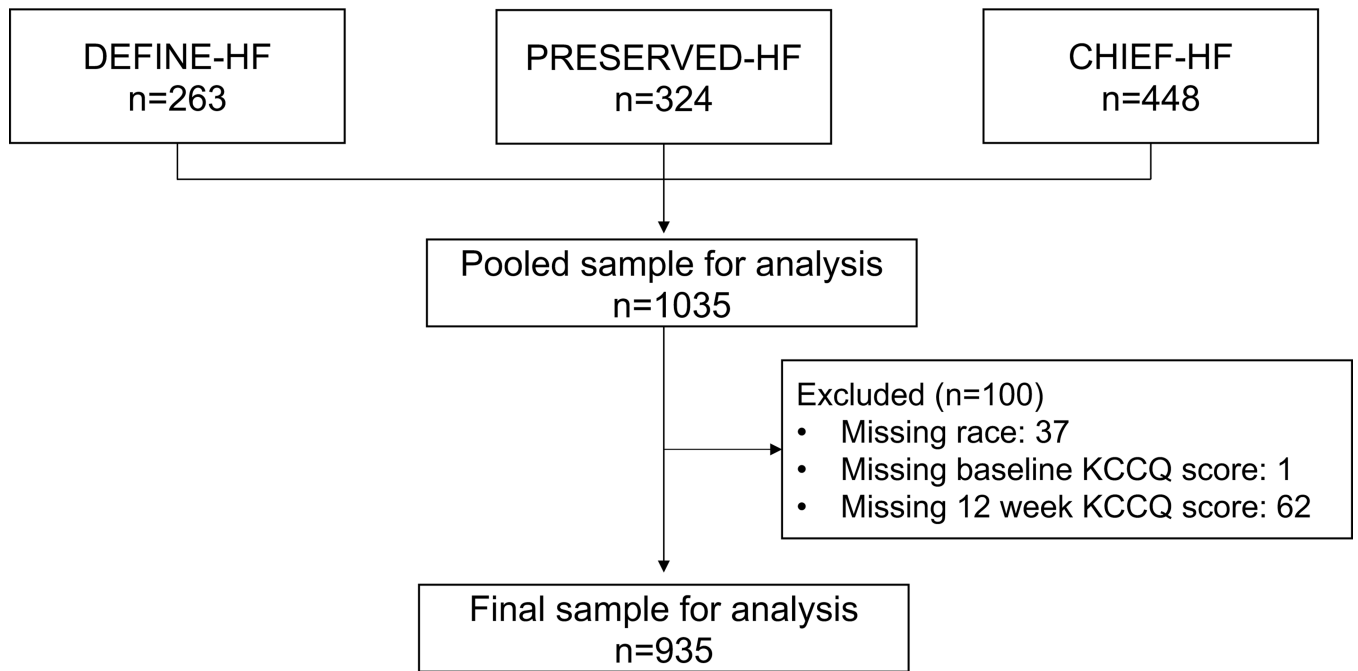 DEFINE-HF
n=263
PRESERVED-HF
n=324
CHIEF-HF
n=448
Pooled sample for analysis
n=1035
Excluded (n=100)
• Missing race: 37
• Missing baseline KCCQ score: 1
• Missing 12 week KCCQ score: 62
Final sample for analysis
n=935